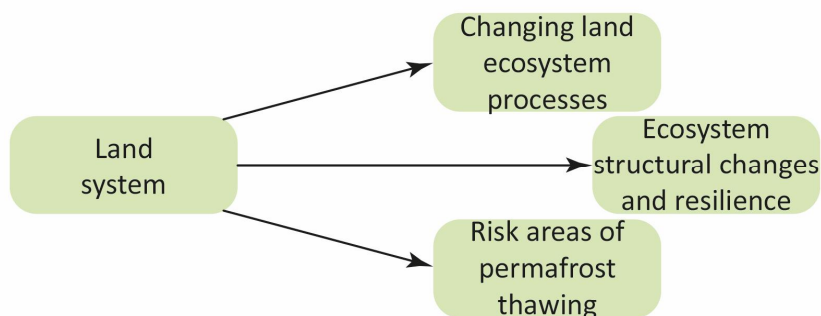 Changing land
ecosystem
processes
Land
system
Ecosystem
structural changes
and resilience
Risk areas of
permafrost
thawing